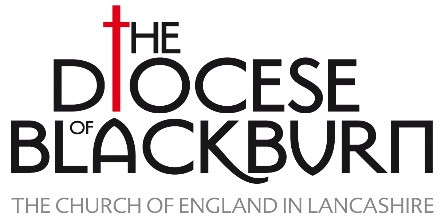 THE
DIOCESE
OF BLACKBURN
THE CHURCH OF ENGLAND IN LANCASHIRE